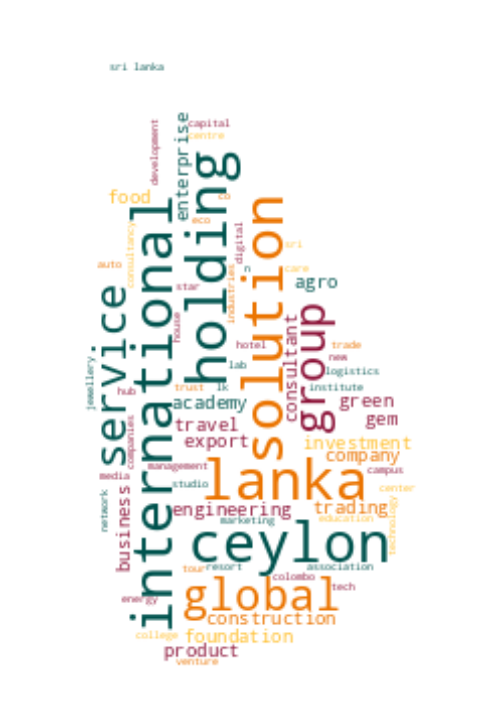 sri lanka
capital
centre
enterprise
development
holding
food
international
co
solution
eco
consultancy
digital
sri
auto
n
care
industries
agro
star
service
house
group
consultant
hotel
trade
new
lab
logistics
jewellery
hub
trust
lk
institute
academy
green
travel
gem
export
investment
companies
company
management
lanka
campus
media
studio
center
business
network
engineering
trading
marketing
education
technology
ceylon
tour
resort
association
colombo
tech
energy
global
construction
college
foundation
product
venture